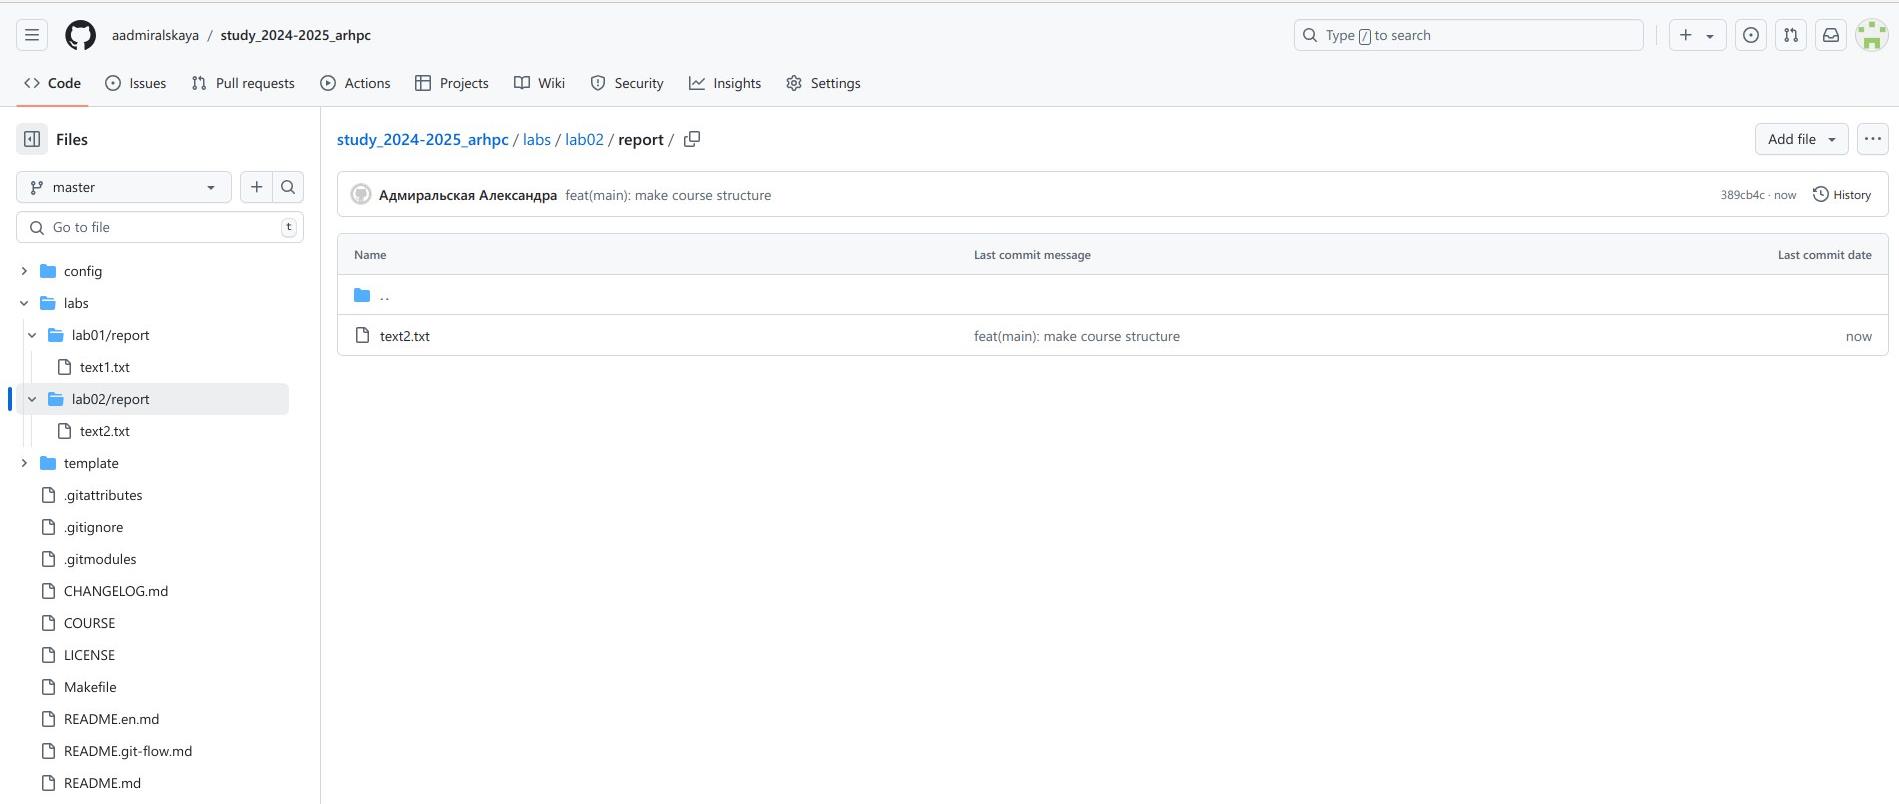 aadmiralskaya / study_2024-2025_arhpc
Type / to search
Code Issues Pull requests Actions Projects Wiki Security Insights Settings
Files
master
Go to file t
config
labs
lab01/report
text1.txt
lab02/report
text2.txt
template
.gitattributes
.gitignore
.gitmodules
CHANGELOG.md
COURSE
LICENSE
Makefile
README.en.md
README.git-flow.md
README.md
study_2024-2025_arhpc / labs / lab02 / report /
Add file
Адмиральская Александра feat(main): make course structure
389cb4c · now History
Name Last commit message Last commit date
..
text2.txt feat(main): make course structure now